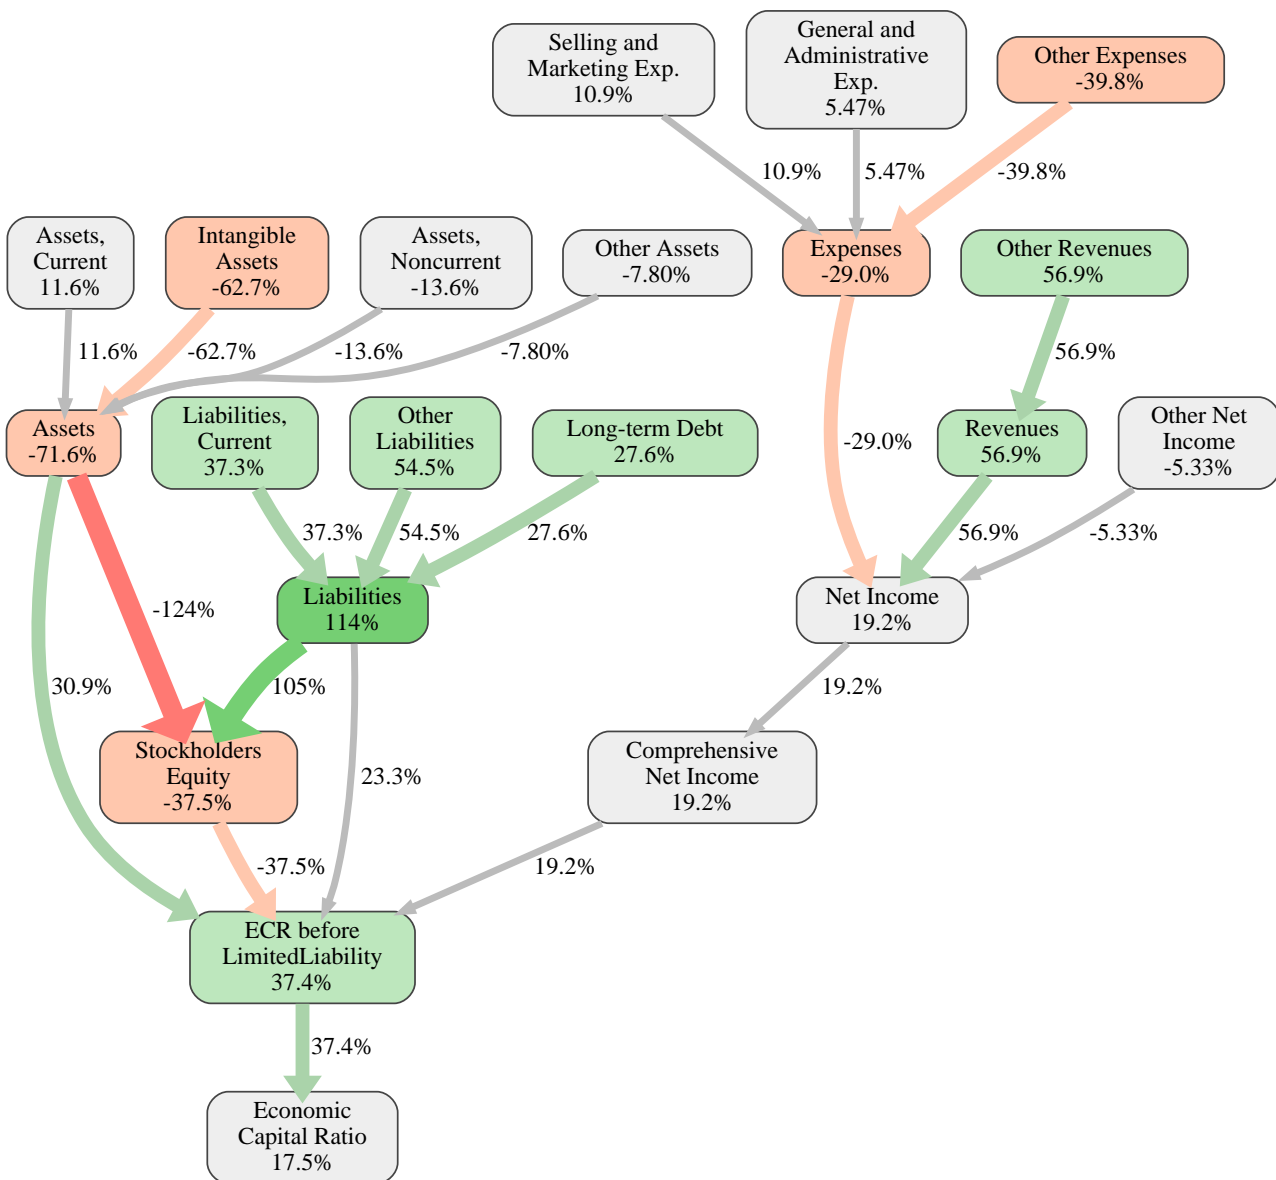 Selling and
Marketing Exp.
10.9%
General and
Administrative
Exp.
5.47%
Other Expenses
-39.8%
10.9%
5.47%
-39.8%
Assets,
Current
11.6%
Intangible
Assets
-62.7%
Assets,
Noncurrent
-13.6%
Other Assets
-7.80%
Expenses
-29.0%
Other Revenues
56.9%
11.6%
-62.7%
-13.6%
-7.80%
56.9%
Assets
-71.6%
Liabilities,
Current
37.3%
Other
Liabilities
54.5%
Long-term Debt
27.6%
-29.0%
Revenues
56.9%
Other Net
Income
-5.33%
37.3%
54.5%
27.6%
56.9%
-5.33%
Liabilities
114%
Net Income
19.2%
-124%
30.9%
105%
19.2%
Stockholders
Equity
-37.5%
23.3%
Comprehensive
Net Income
19.2%
-37.5%
19.2%
ECR before
LimitedLiability
37.4%
37.4%
Economic
Capital Ratio
17.5%